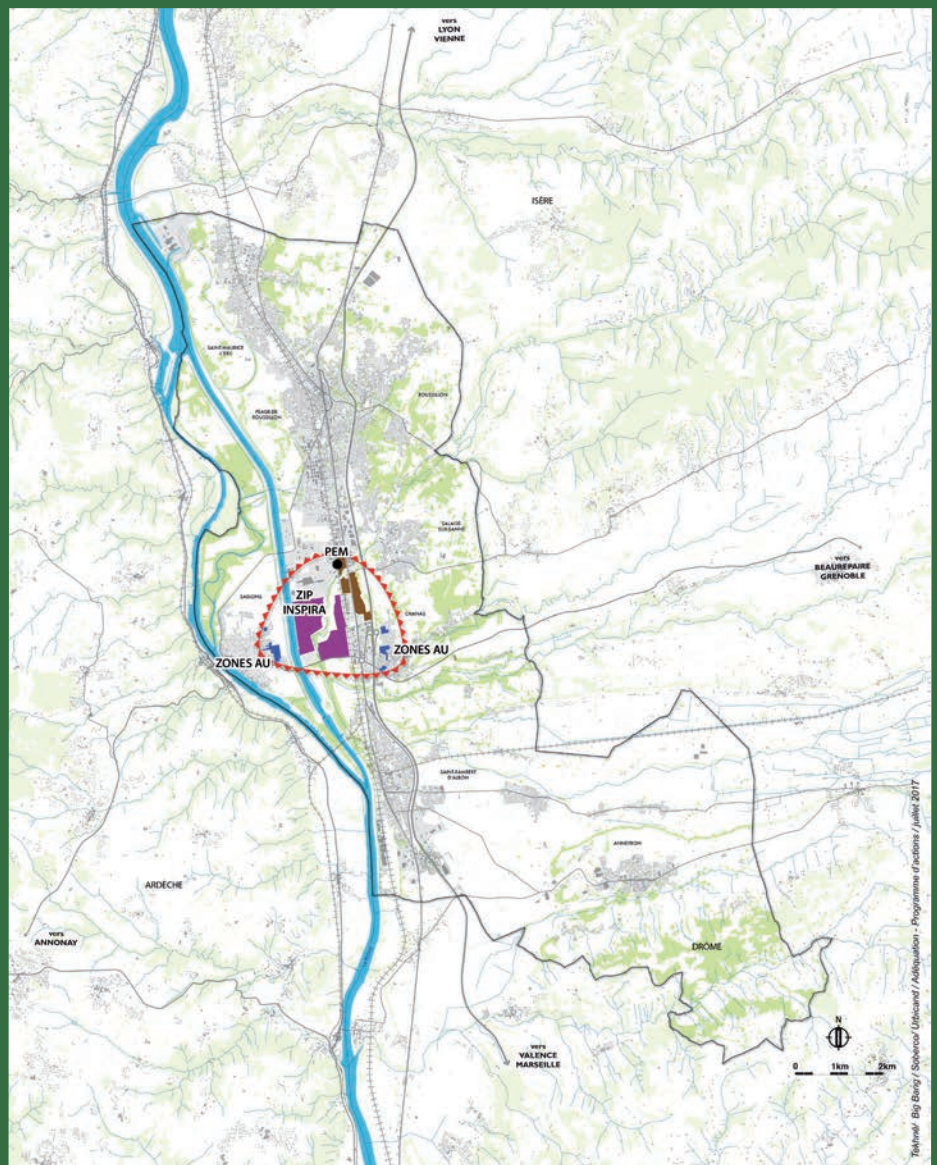 vers
LYON
VIENNE
ISÈRE
SAINT-MAURICE
L'EXIL
PEAGE DE
ROUSSILLON
ROUSSILLON
SALAISE
SUR SANNE
PEM
vers
BEAUREPAIRE
GRENOBLE
ZIP
INSPIRA
SABLONS
CHANAS
ZONES AU
ZONES AU
SAINT-RAMBERT
D'ALBON
ANNEYRON
ARDÈCHE
vers
ANNONAY
DRÔME
vers
VALENCE
MARSEILLE
N
0 1km 2km
Tekhnê/ Big Bang / Soberco/ Urbicand / Adéquation - Programme d'actions / juillet 2017